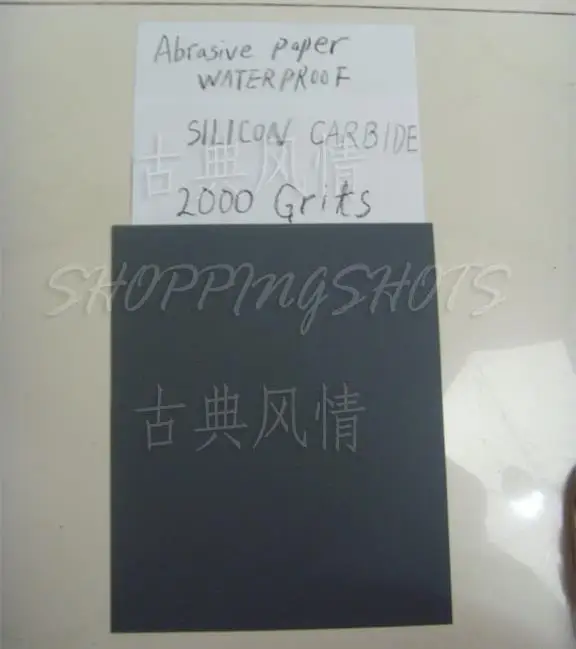 Abrasive paper
WATERPROOF
SILICON CARBIDE
古典风情
2000 Grits
SHOPPINgSHOTS
古典风情